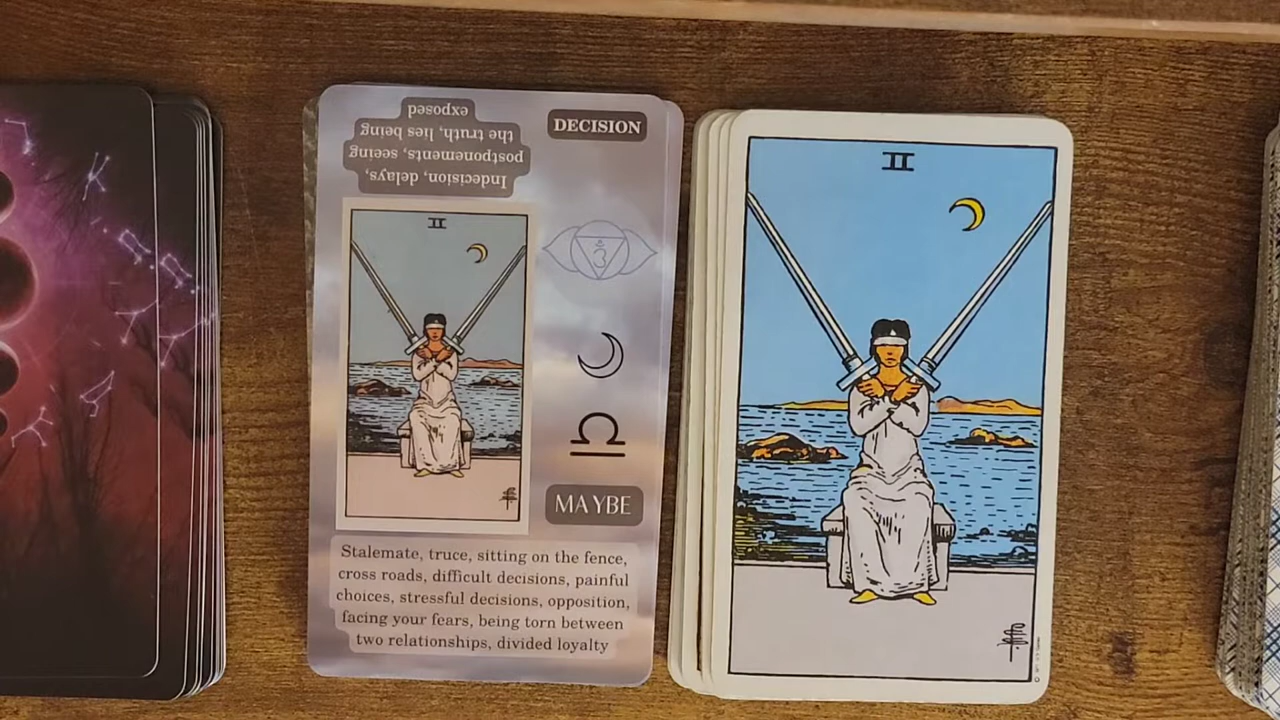 Indecision, delays,
postponements, seeing
the truth, lies being
exposed
DECISION
II
MAYBE
Stalemate, truce, sitting on the fence,
cross roads, difficult decisions, painful
choices, stressful decisions, opposition,
facing your fears, being torn between
two relationships, divided loyalty
II